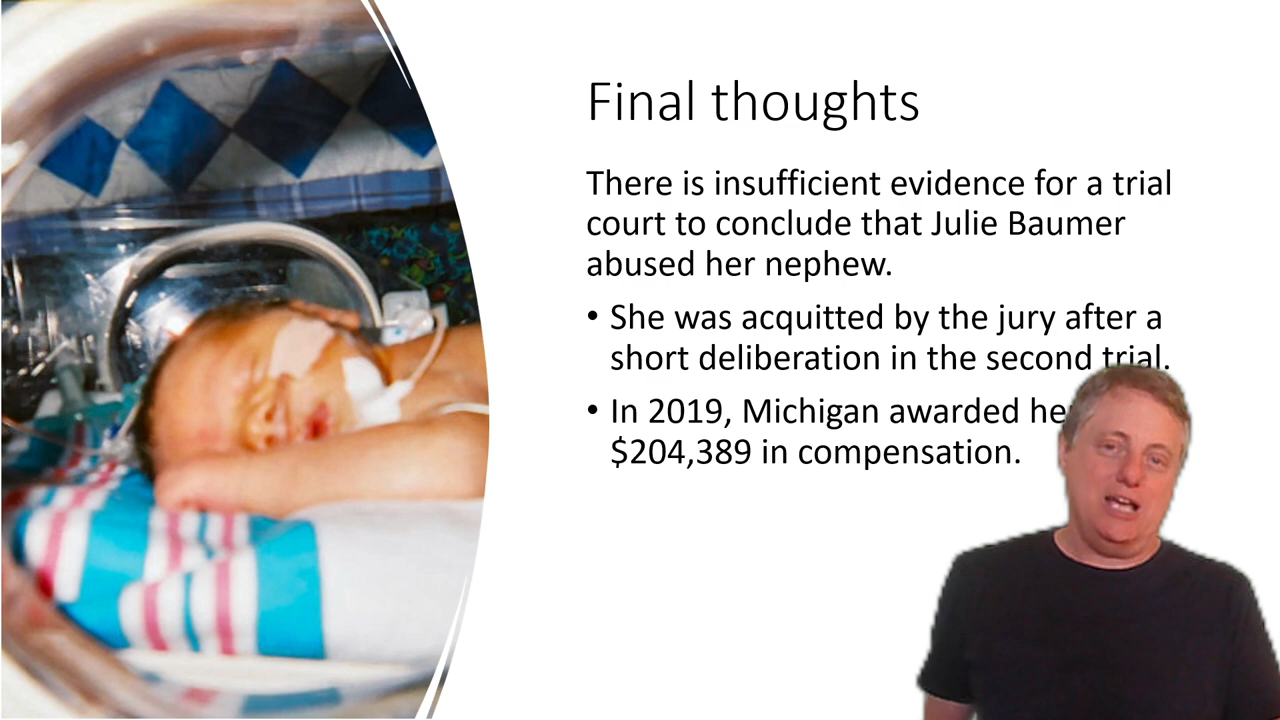 Final thoughts
There is insufficient evidence for a trial
court to conclude that Julie Baumer
abused her nephew.
• She was acquitted by the jury after a
short deliberation in the second trial.
• In 2019, Michigan awarded he
$204,389 in compensation.